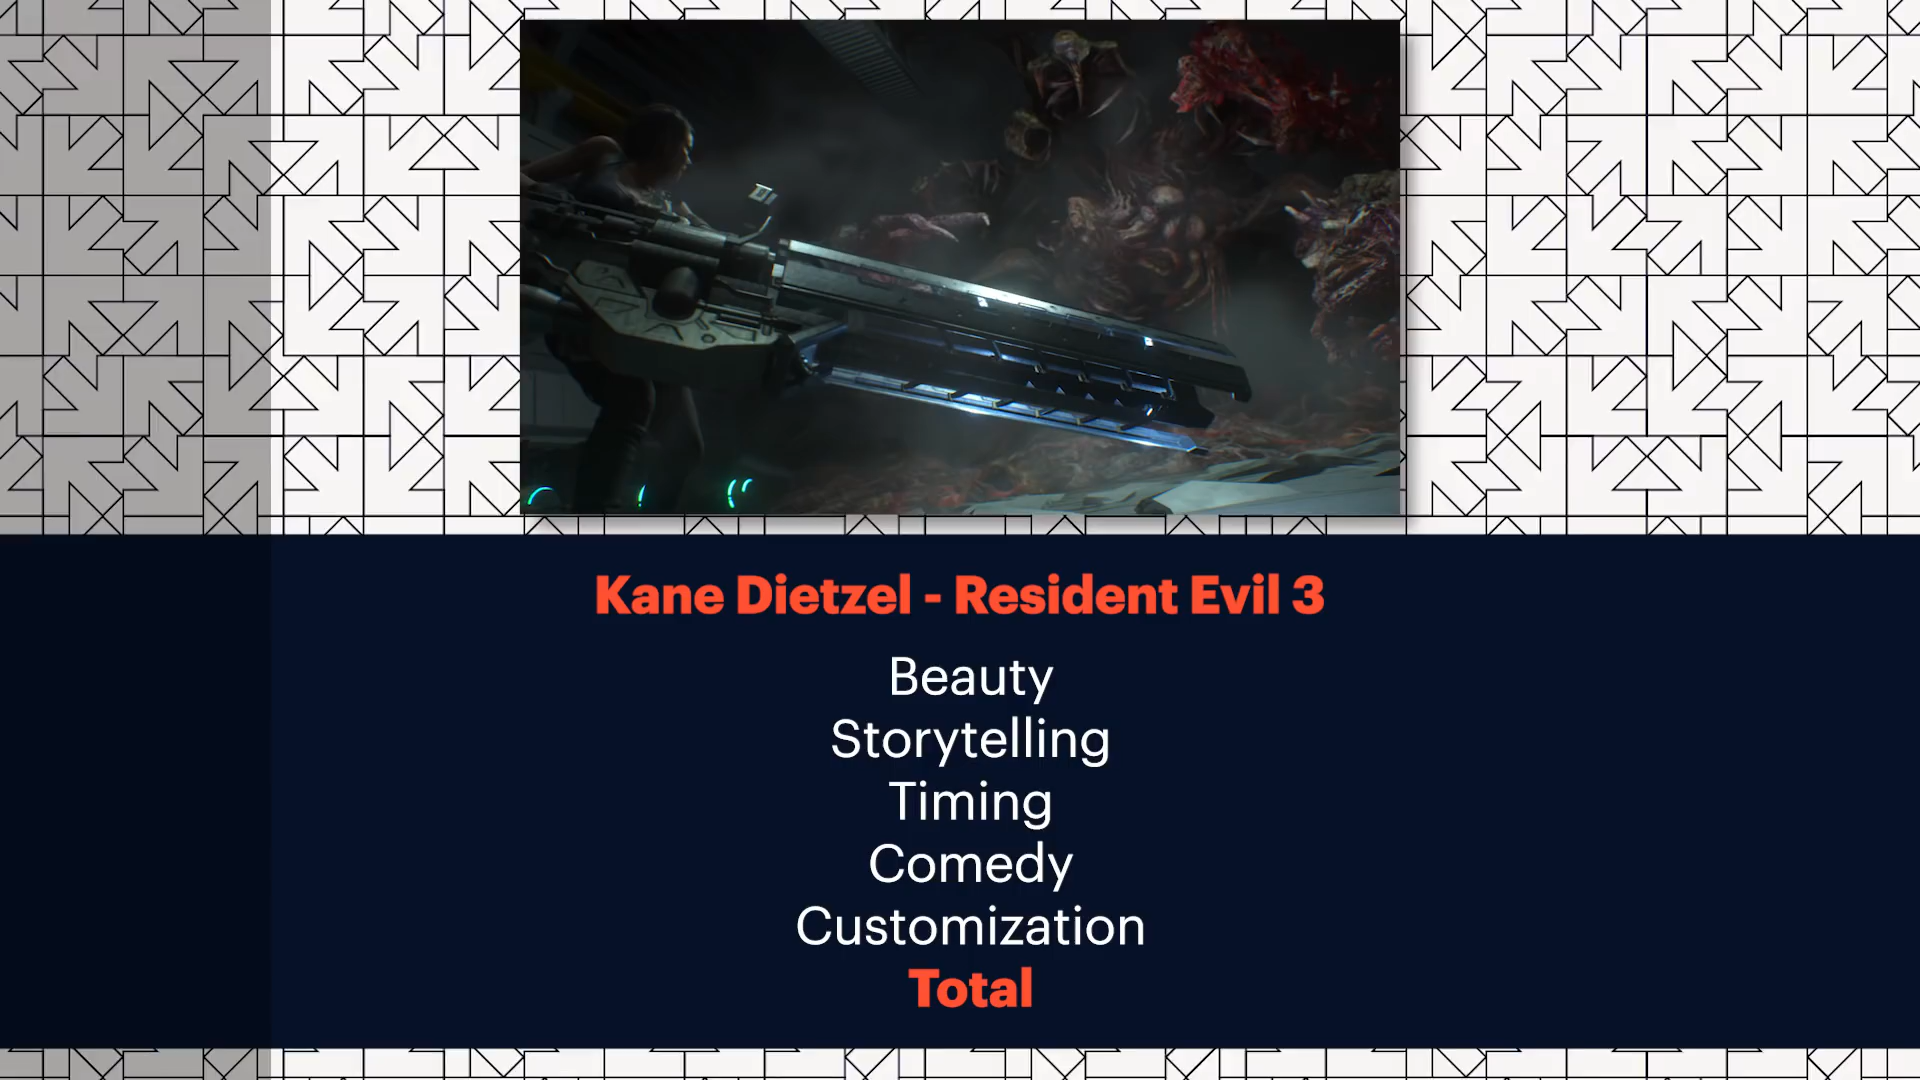 Kane Dietzel - Resident Evil 3
Beauty
Storytelling
Timing
Comedy
Customization
Total